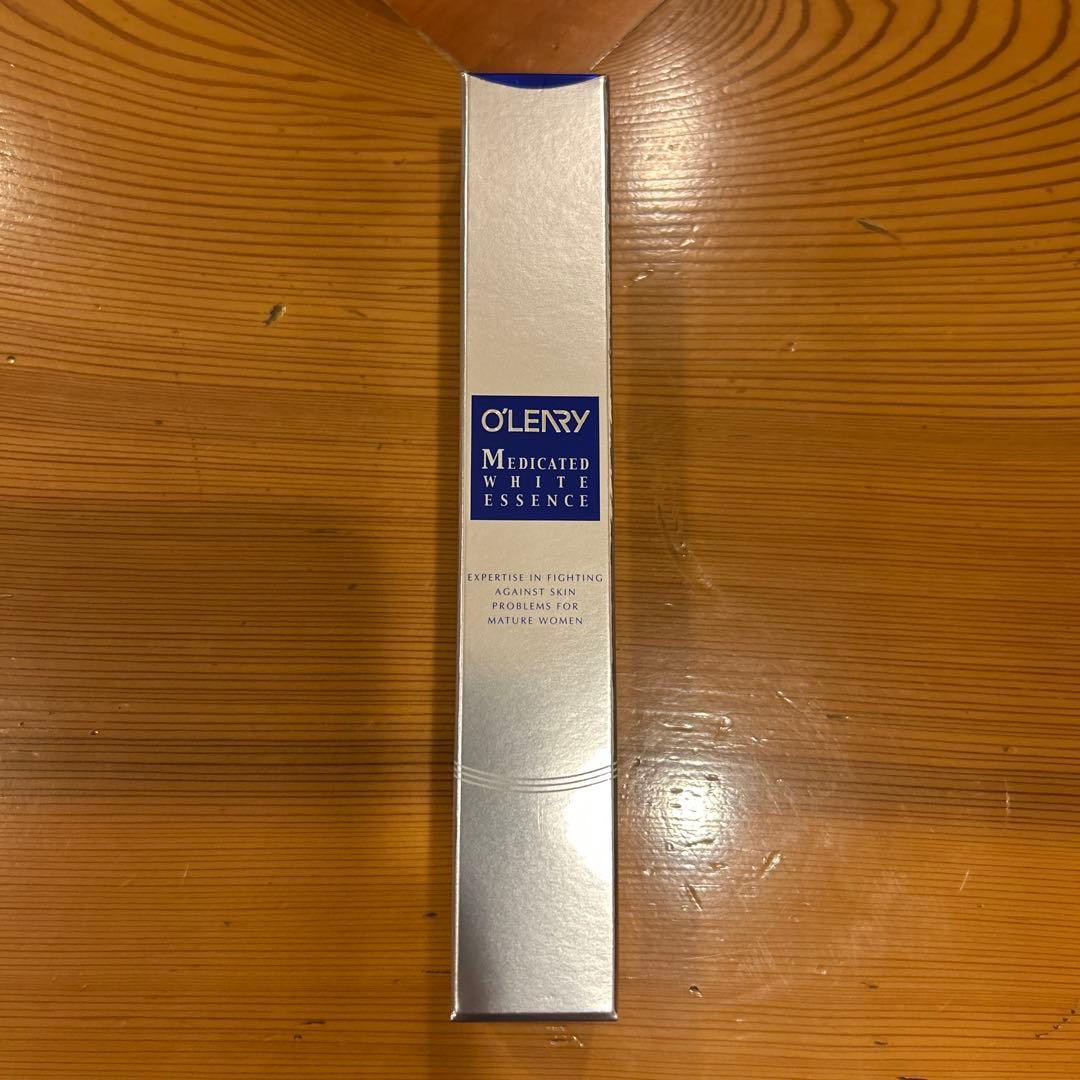 O'LEARY
MEDICATED
WHITE
ESSENCE
EXPERTISE IN FIGHTING
AGAINST SKIN
PROBLEMS FOR
MATURE WOMEN